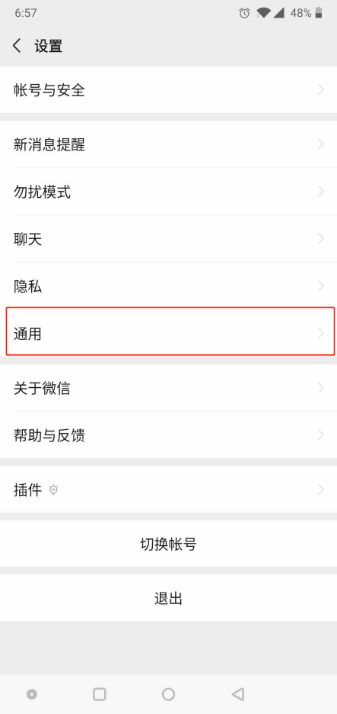 6:57 48%
设置
帐号与安全
新消息提醒
勿扰模式
聊天
隐私
通用
关于微信
帮助与反馈
插件
切换帐号
退出